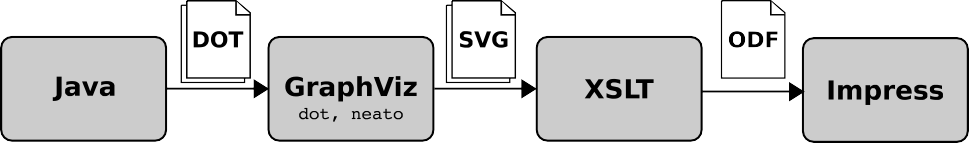 DOT
SVG
ODF
Java
GraphViz
dot, neato
XSLT
Impress